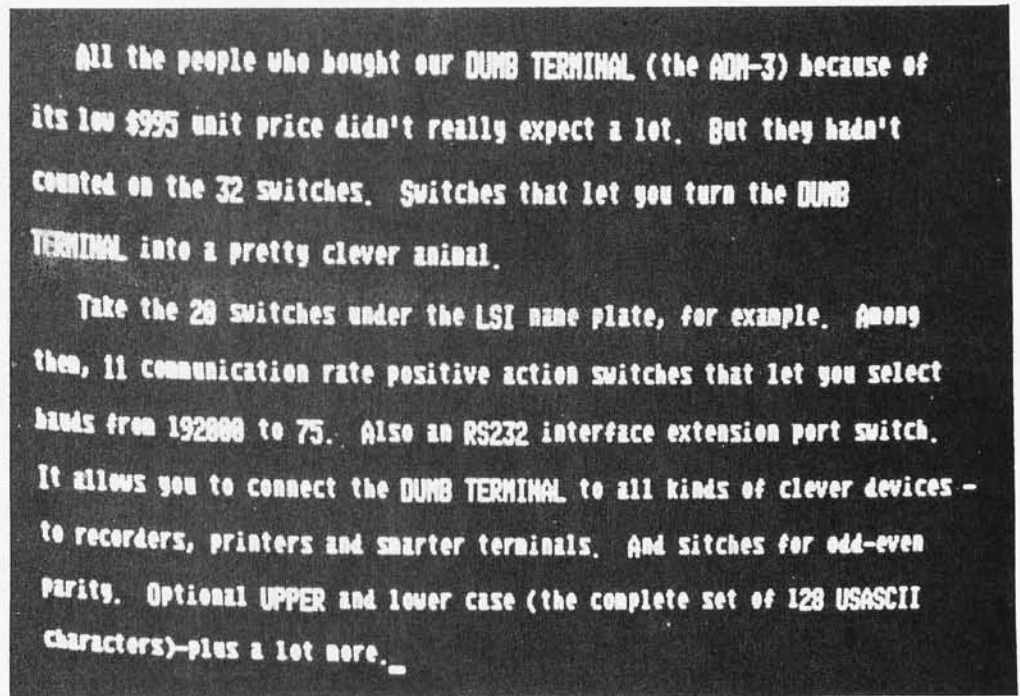 All the people who bought our DUMB TERMINAL (the ADM-3) because of
its low $995 unit price didn't really expect a lot. But they hadn't
counted on the 32 switches. Switches that let you turn the DUMB
TERMINAL into a pretty clever animal.
Take the 20 switches under the LSI name plate, for example. Among
them, 11 communication rate positive action switches that let you select
bauds from 192000 to 75. Also an RS232 interface extension port switch.
It allows you to connect the DUMB TERMINAL to all kinds of clever devices –
to recorders, printers and smarter terminals. And sitches for odd-even
parity. Optional UPPER and lower case (the complete set of 128 USASCII
characters)–plus a lot more._